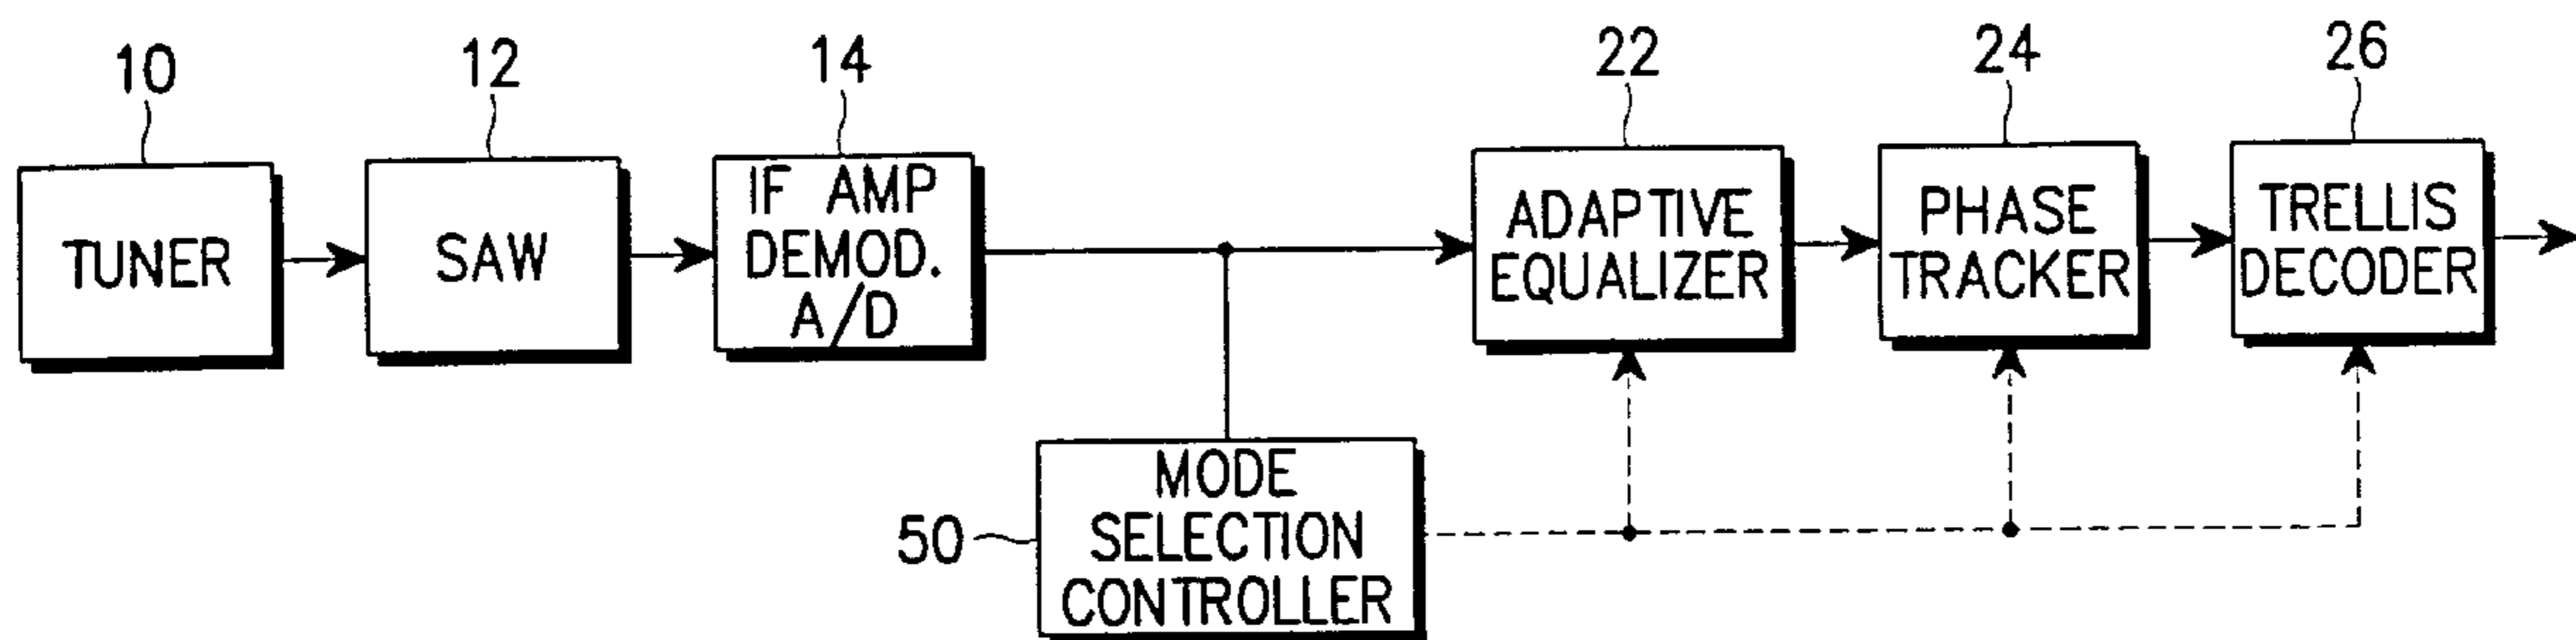 10
12
14
22
24
26
TUNER
SAW
IF AMP
DEMOD.
A/D
ADAPTIVE
EQUALIZER
PHASE
TRACKER
TRELLIS
DECODER
50
MODE
SELECTION
CONTROLLER